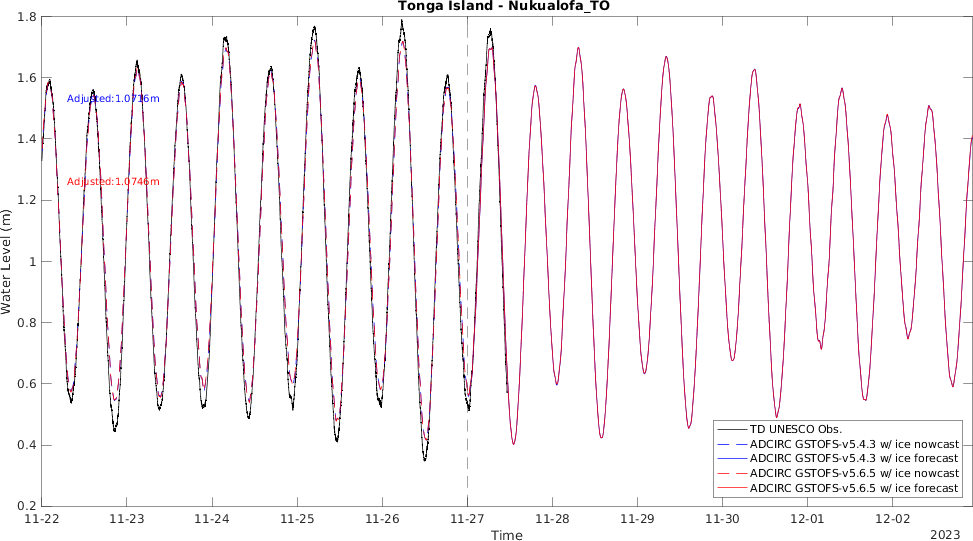 Tonga Island - Nukualofa_TO
1.8
1.6
1.4
1.2
1
0.8
0.6
0.4
0.2
Water Level (m)
Adjusted:1.0716m
Adjusted:1.0746m
TD UNESCO Obs.
ADCIRC GSTOFS-v5.4.3 w/ ice nowcast
ADCIRC GSTOFS-v5.4.3 w/ ice forecast
ADCIRC GSTOFS-v5.6.5 w/ ice nowcast
ADCIRC GSTOFS-v5.6.5 w/ ice forecast
11-22 11-23 11-24 11-25 11-26 11-27 11-28 11-29 11-30 12-01 12-02
Time
2023